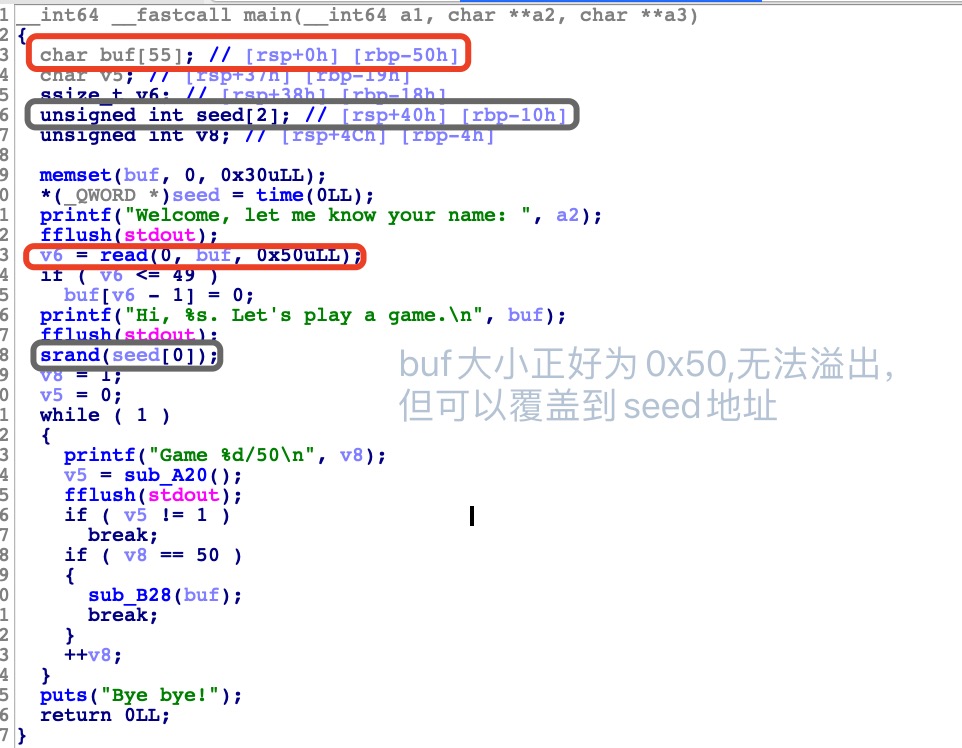 1 __int64 __fastcall main(__int64 a1, char **a2, char **a3)
2 {
3 char buf[55]; // [rsp+0h] [rbp-50h]
4 char v5; // [rsp+37h] [rbp-19h]
5 ssize_t v6; // [rsp+38h] [rbp-18h]
6 unsigned int seed[2]; // [rsp+40h] [rbp-10h]
7 unsigned int v8; // [rsp+4Ch] [rbp-4h]
8
9 memset(buf, 0, 0x30uLL);
0 *(_QWORD *)seed = time(0LL);
1 printf("Welcome, let me know your name: ", a2);
2 fflush(stdout);
3 v6 = read(0, buf, 0x50uLL);
4 if ( v6 <= 49 )
5 buf[v6 - 1] = 0;
6 printf("Hi, %s. Let's play a game.\n", buf);
7 fflush(stdout);
8 srand(seed[0]);
9 v8 = 1;
0 v5 = 0;
1 while ( 1 )
2 {
3 printf("Game %d/50\n", v8);
4 v5 = sub_A20();
5 fflush(stdout);
6 if ( v5 != 1 )
7 break;
8 if ( v8 == 50 )
9 {
0 sub_B28(buf);
1 break;
2 }
3 ++v8;
4 }
5 puts("Bye bye!");
6 return 0LL;
7 }
buf大小正好为0x50,无法溢出，
但可以覆盖到seed地址